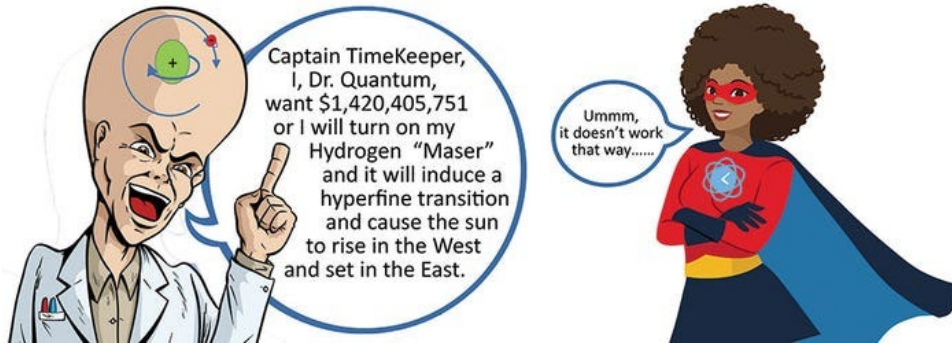 Captain TimeKeeper,
I, Dr. Quantum,
want $1,420,405,751
or I will turn on my
Hydrogen “Maser”
and it will induce a
hyperfine transition
and cause the sun
to rise in the West
and set in the East.
+
-
Ummm,
it doesn’t work
that way......